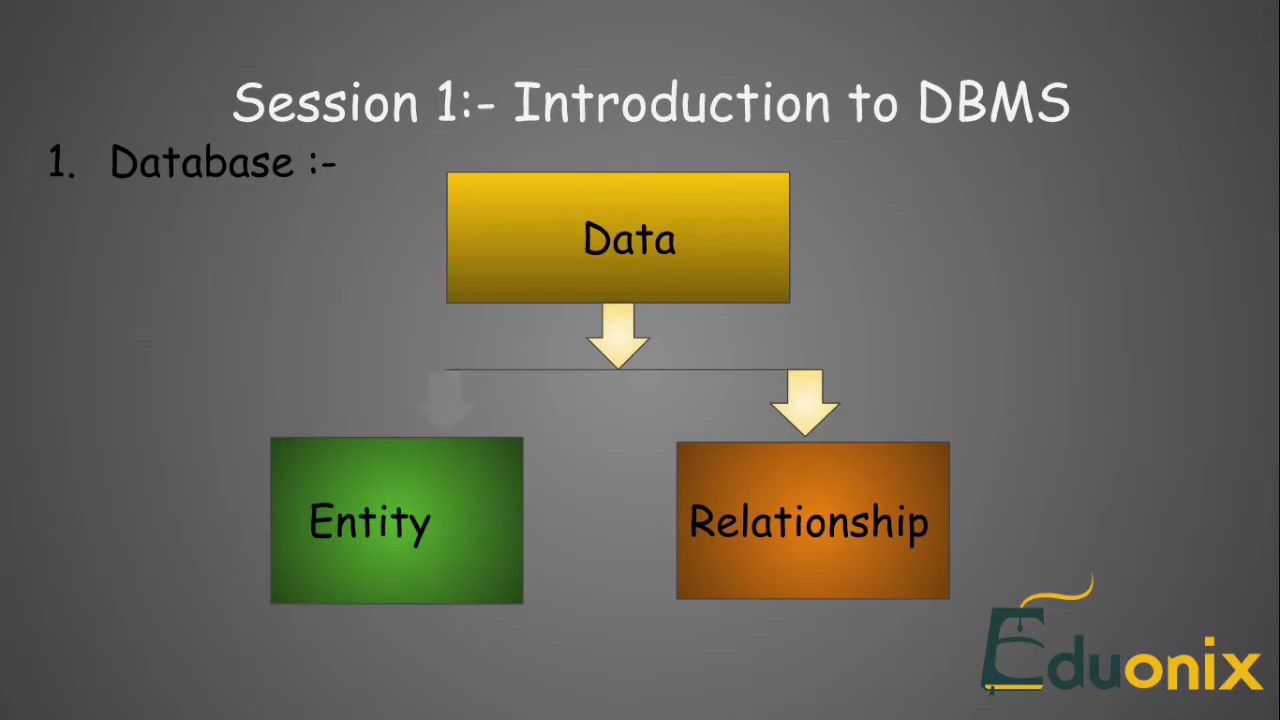 Session 1:- Introduction to DBMS
1. Database :-
Data
Entity
Relationship
Eduonix